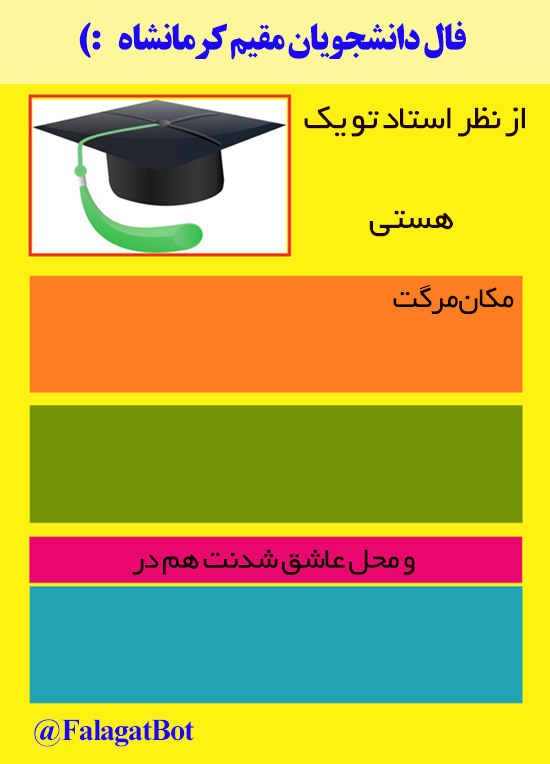 فال دانشجویان مقیم کرمانشاه :)
از نظر استاد تو یک
هستی
مکان‌مرگت
و محل عاشق شدنت هم در
@FalagatBot